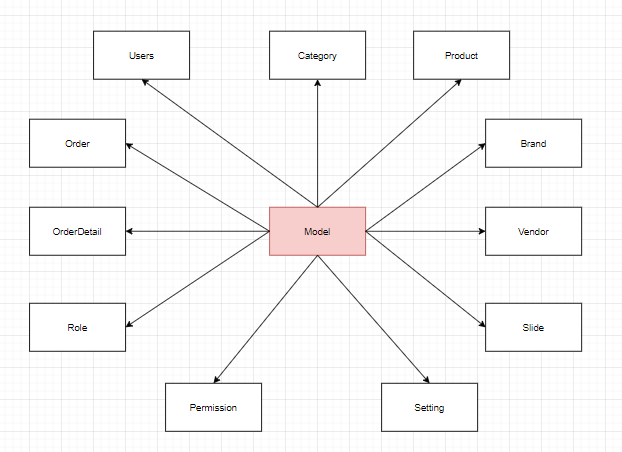 Users
Category
Product
Order
Brand
OrderDetail
Model
Vendor
Role
Slide
Permission
Setting